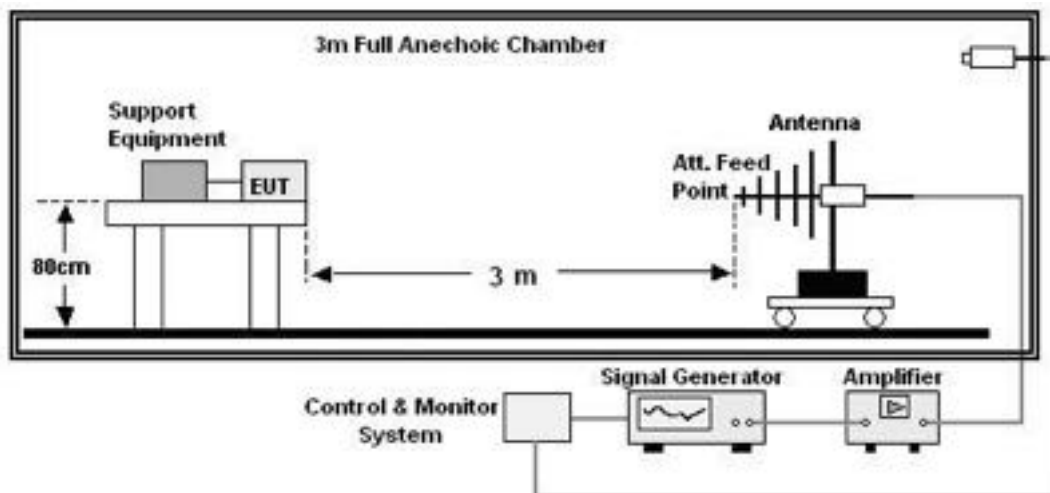 3m Full Anechoic Chamber
Support
Equipment
EUT
80cm
3 m
Antenna
Att. Feed
Point
Signal Generator
Amplifier
Control & Monitor
System